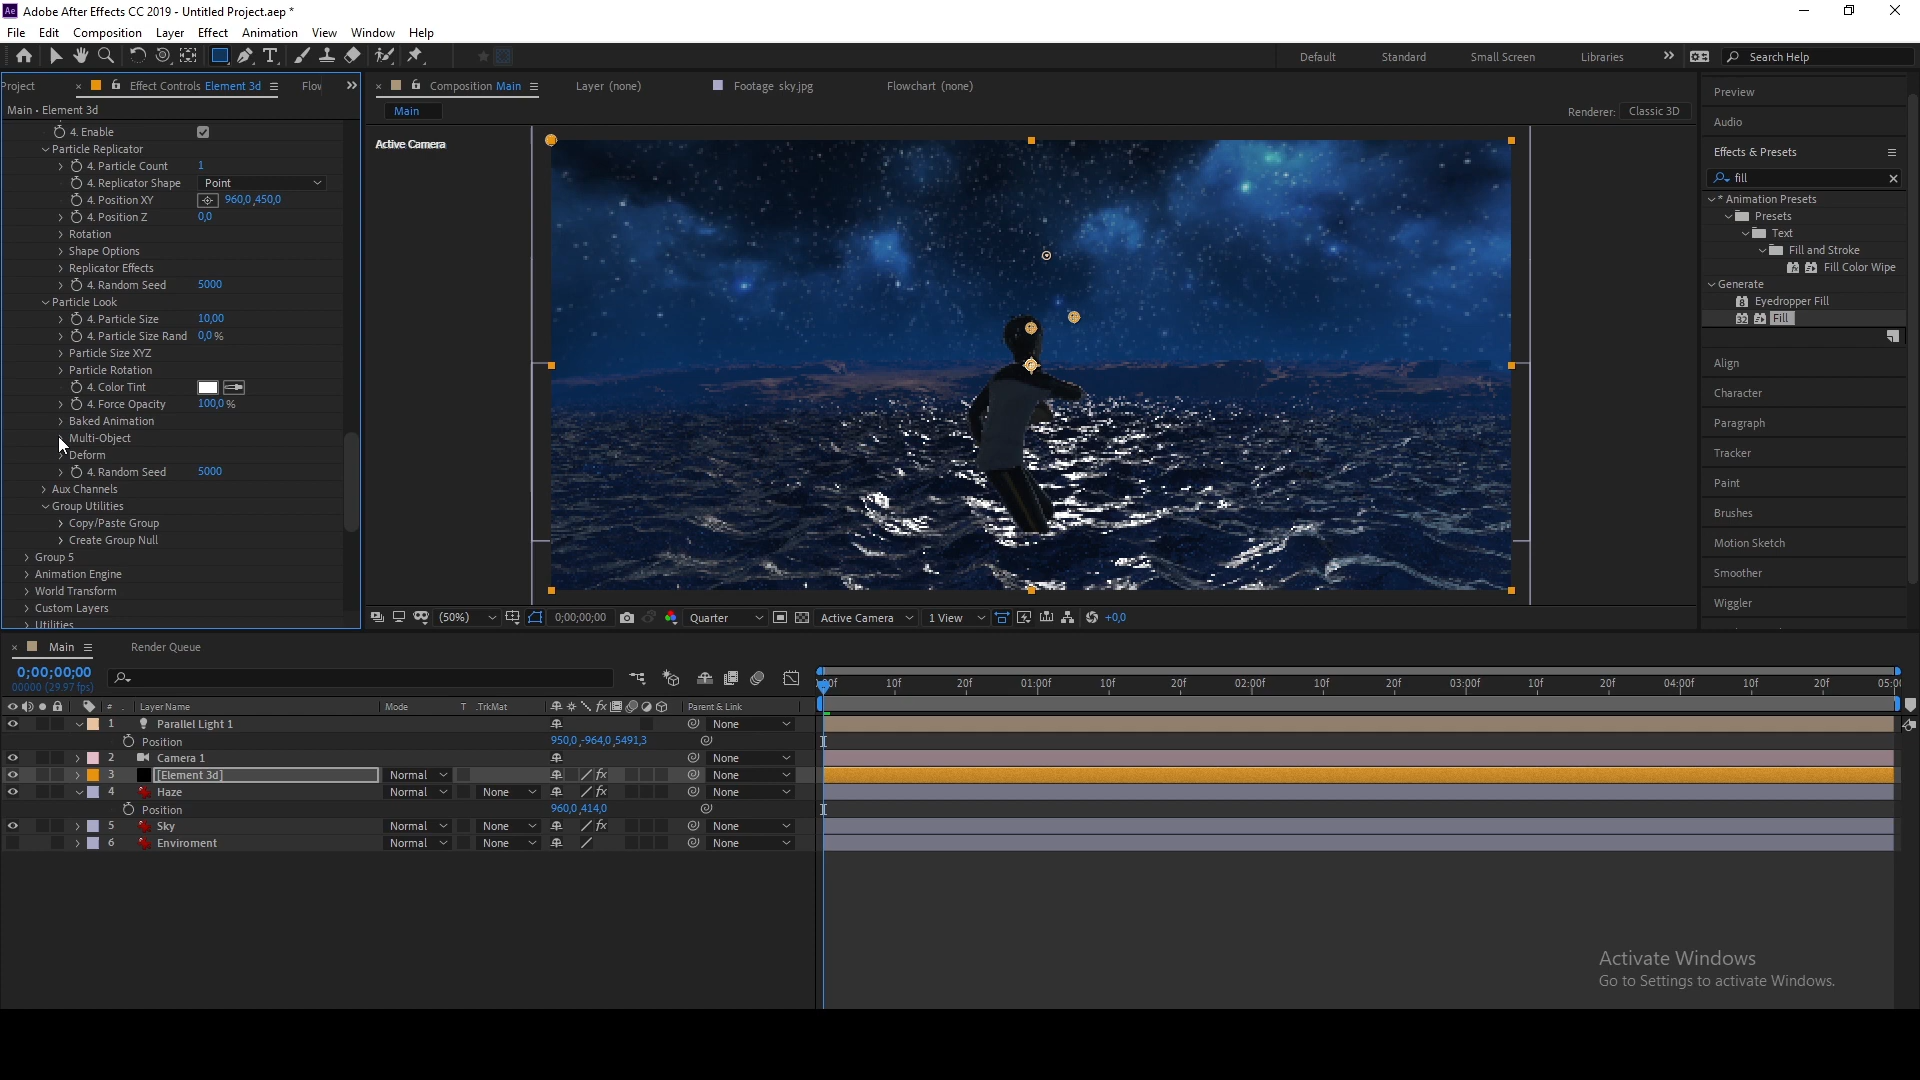 Ae Adobe After Effects CC 2019 - Untitled Project.aep *
File Edit Composition Layer Effect Animation View Window Help
Default Standard Small Screen Libraries Search Help
Project Effect Controls Element 3d Flov
Main • Element 3d
4. Enable
Particle Replicator
4. Particle Count 1
4. Replicator Shape Point
4. Position XY 960,0 ,450,0
4. Position Z 0,0
Rotation
Shape Options
Replicator Effects
4. Random Seed 5000
Particle Look
4. Particle Size 10,00
4. Particle Size Rand 0,0 %
Particle Size XYZ
Particle Rotation
4. Color Tint
4. Force Opacity 100,0 %
Baked Animation
Multi-Object
Deform
4. Random Seed 5000
Aux Channels
Group Utilities
Copy/Paste Group
Create Group Null
Group 5
Animation Engine
World Transform
Custom Layers
Utilities
Composition Main Layer (none) Footage sky.jpg Flowchart (none)
Main
Renderer: Classic 3D
Active Camera
(50%) 0;00;00;00 Quarter Active Camera 1 View +0,0
Preview
Audio
Effects & Presets
fill
* Animation Presets
Presets
Text
Fill and Stroke
Fill Color Wipe
Generate
8 Eyedropper Fill
32 Fill
Align
Character
Paragraph
Tracker
Paint
Brushes
Motion Sketch
Smoother
Wiggler
Main Render Queue
0;00;00;00
00000 (29.97 fps)
10f 20f 01:00f 10f 20f 02:00f 10f 20f 03:00f 10f 20f 04:00f 10f 20f
# Layer Name Mode T .TrkMat Parent & Link
1 Parallel Light 1 None
Position 950,0 ,-964,0 ,5491,3
2 Camera 1 None
3 [Element 3d] Normal None
4 Haze Normal None None
Position 960,0 ,414,0
5 Sky Normal None None
6 Enviroment Normal None None
Activate Windows
Go to Settings to activate Windows.